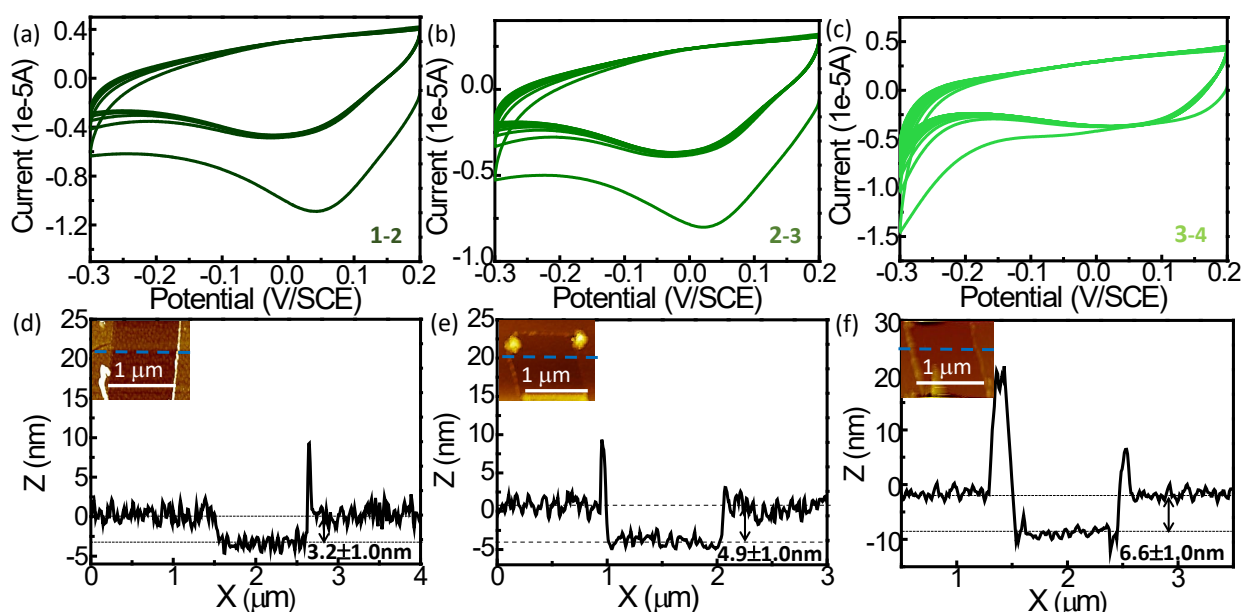 (a)
0.4
0.0
-0.4
-0.8
-1.2
Current (1e-5A)
-0.3 -0.2 -0.1 0.0 0.1 0.2
Potential (V/SCE)
1-2
(b)
0.5
0.0
-0.5
-1.0
Current (1e-5A)
-0.3 -0.2 -0.1 0.0 0.1 0.2
Potential (V/SCE)
2-3
(c)
0.5
0.0
-0.5
-1.0
-1.5
Current (1e-5A)
-0.3 -0.2 -0.1 0.0 0.1 0.2
Potential (V/SCE)
3-4
(d)
25
20
15
10
5
0
-5
Z (nm)
1 μm
3.2±1.0nm
0 1 2 3 4
X (μm)
(e)
25
20
15
10
5
0
-5
Z (nm)
1 μm
4.9±1.0nm
0 1 2 3
X (μm)
(f)
30
20
10
0
-10
Z (nm)
1 μm
6.6±1.0nm
1 2 3
X (μm)